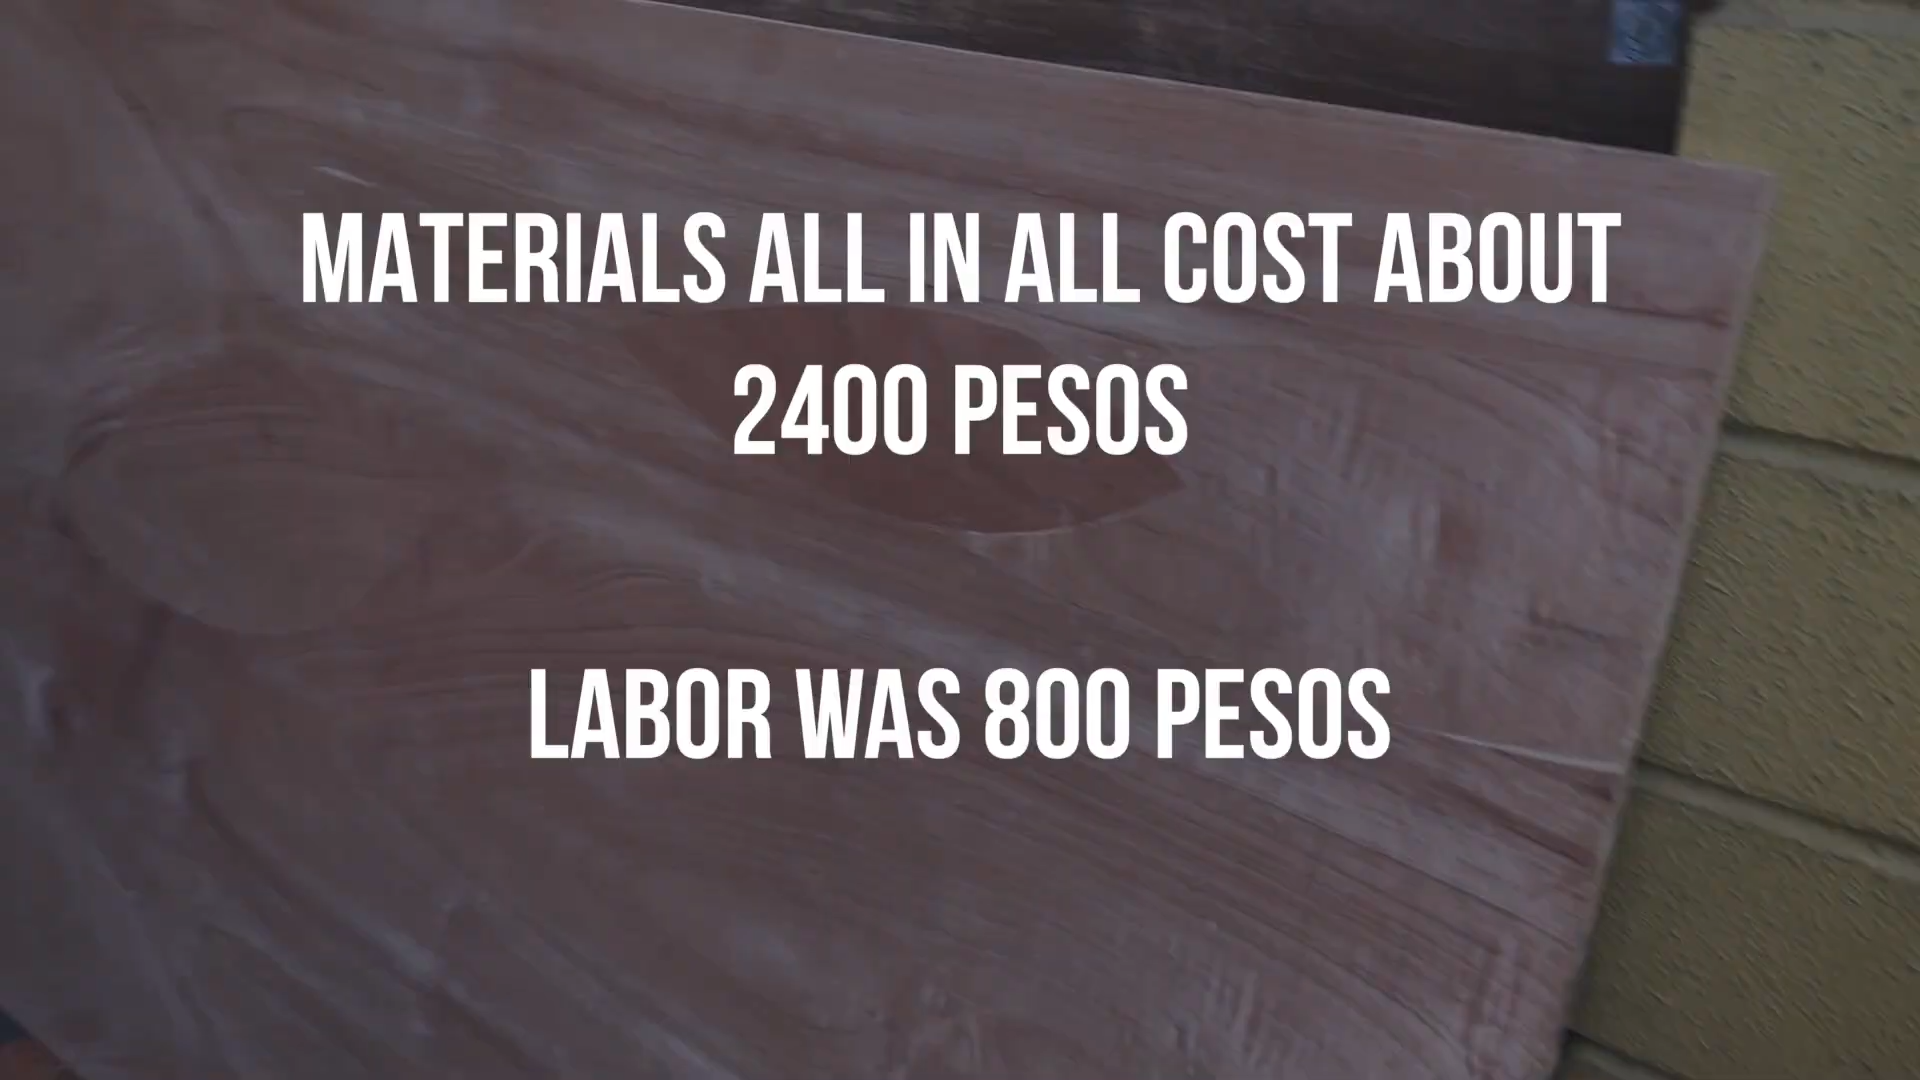 MATERIALS ALL IN ALL COST ABOUT
2400 PESOS
LABOR WAS 800 PESOS